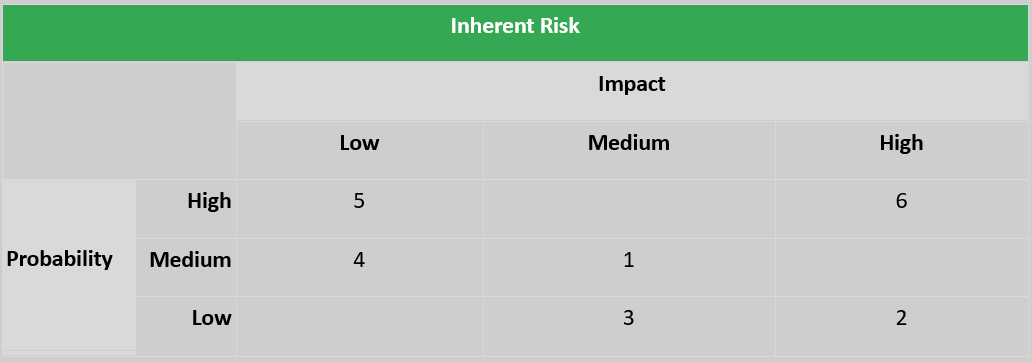 Inherent Risk
Impact
Low Medium High
High 5 6
Probability Medium 4 1
Low 3 2